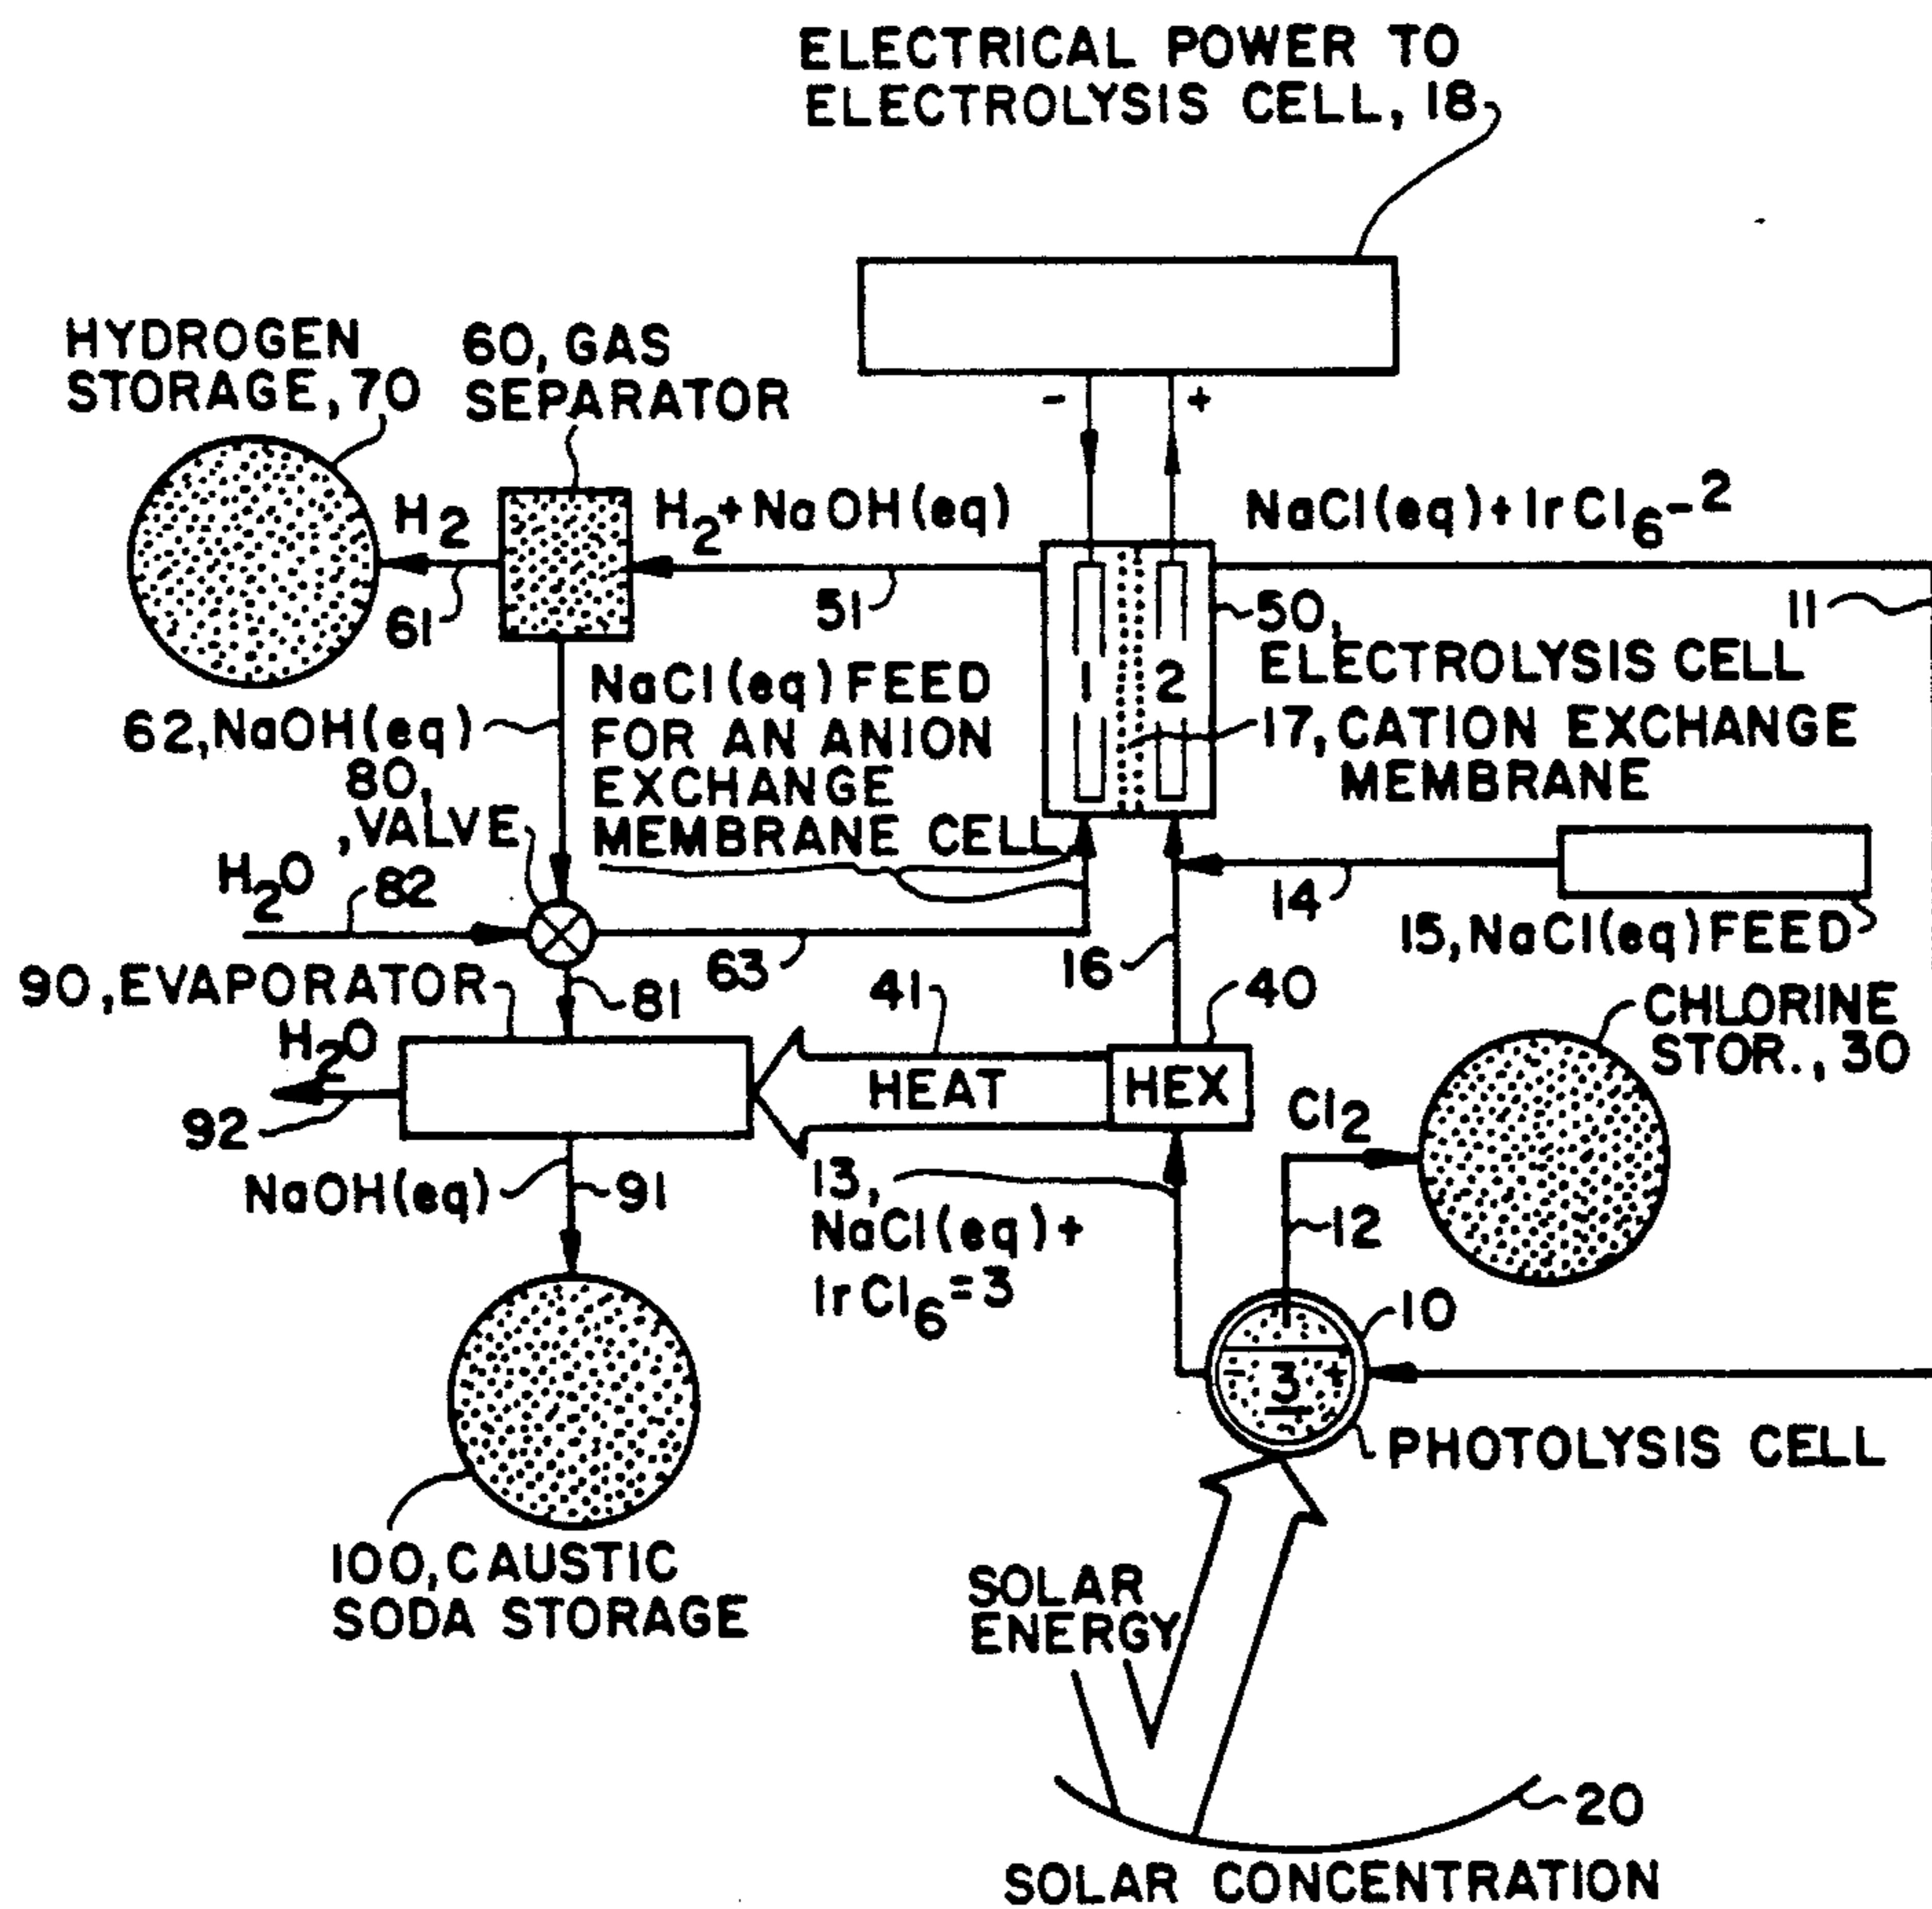 ELECTRICAL POWER TO
ELECTROLYSIS CELL, 18
HYDROGEN
STORAGE, 70
60, GAS
SEPARATOR
- +
H2
H2+NaOH(eq)
NaCl(eq)+IrCl6-2
61
51
50,
ELECTROLYSIS CELL
11
1
2
62,NaOH(eq)
NaCl(eq) FEED
FOR AN ANION
EXCHANGE
MEMBRANE CELL
17, CATION EXCHANGE
MEMBRANE
80,
,VALVE
H2O
82
14
15,NaCl(eq)FEED
63
16
90,EVAPORATOR
81
41
40
CHLORINE
STOR., 30
H2O
HEAT
HEX
Cl2
92
NaOH(eq)
91
13,
NaCl(eq)+
IrCl6=3
12
10
- 3 +
PHOTOLYSIS CELL
100,CAUSTIC
SODA STORAGE
SOLAR
ENERGY
20
SOLAR CONCENTRATION